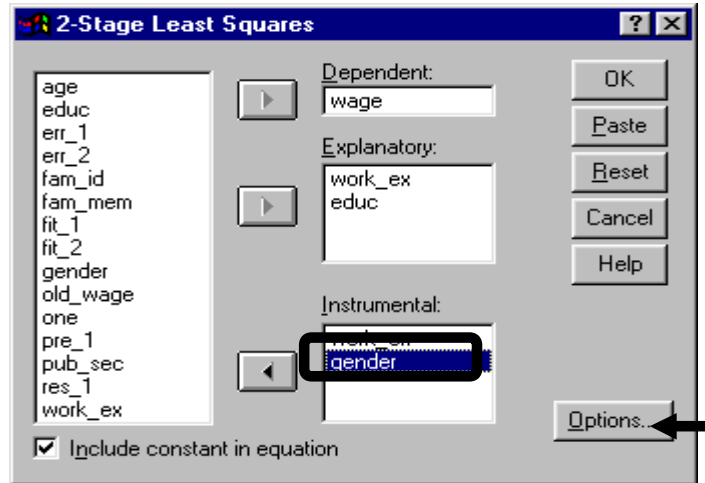 2-Stage Least Squares
age
educ
err_1
err_2
fam_id
fam_mem
fit_1
fit_2
gender
old_wage
one
pre_1
pub_sec
res_1
work_ex
Dependent:
wage
Explanatory:
work_ex
educ
Instrumental:
work_ex
gender
OK
Paste
Reset
Cancel
Help
Options..
Include constant in equation